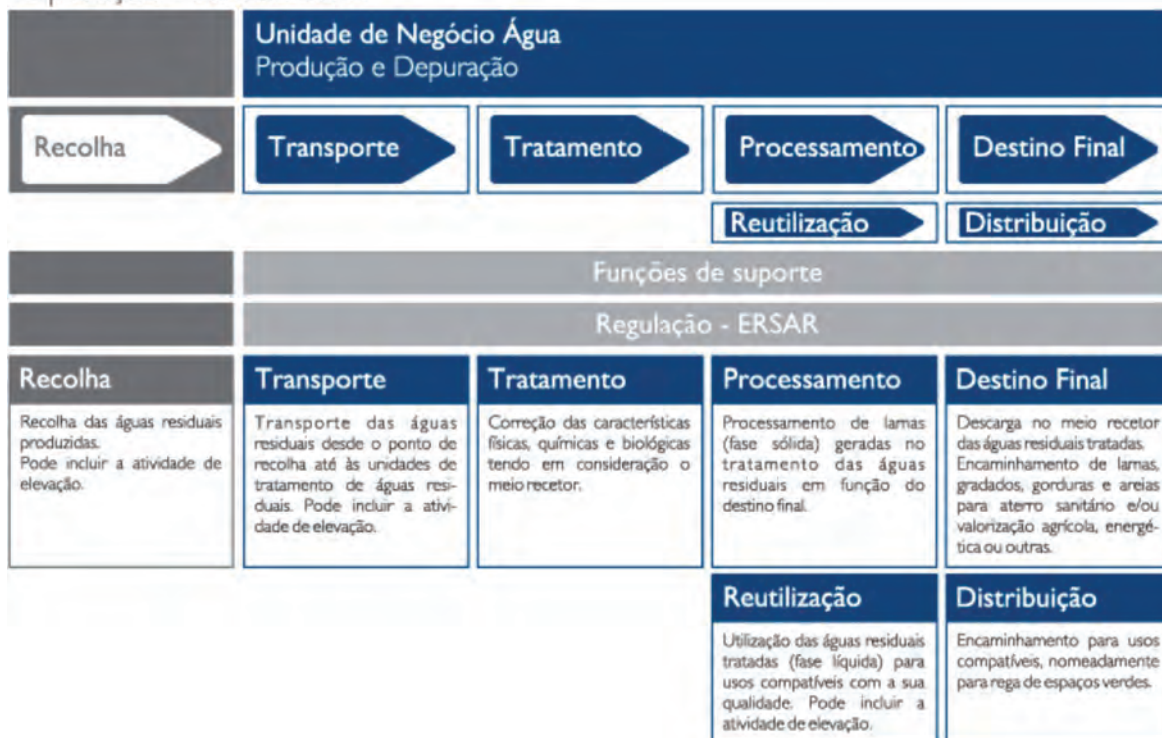 Unidade de Negócio Água
Produção e Depuração
Recolha
Transporte
Tratamento
Processamento
Destino Final
Reutilização
Distribuição
Funções de suporte
Regulação - ERSAR
Recolha
Recolha das águas residuais
produzidas.
Pode incluir a atividade de
elevação.
Transporte
Transporte das águas
residuais desde o ponto de
recolha até às unidades de
tratamento de águas resi-
duais. Pode incluir a ativi-
dade de elevação.
Tratamento
Correção das características
físicas, químicas e biológicas
tendo em consideração o
meio recetor.
Processamento
Processamento de lamas
(fase sólida) geradas no
tratamento das águas
residuais em função do
destino final.
Destino Final
Descarga no meio recetor
das águas residuais tratadas.
Encaminhamento de lamas,
gradados, gorduras e areias
para aterro sanitário e/ou
valorização agrícola, energé-
tica ou outras.
Reutilização
Utilização das águas residuais
tratadas (fase líquida) para
usos compatíveis com a sua
qualidade. Pode incluir a
atividade de elevação.
Distribuição
Encaminhamento para usos
compatíveis, nomeadamente
para rega de espaços verdes.